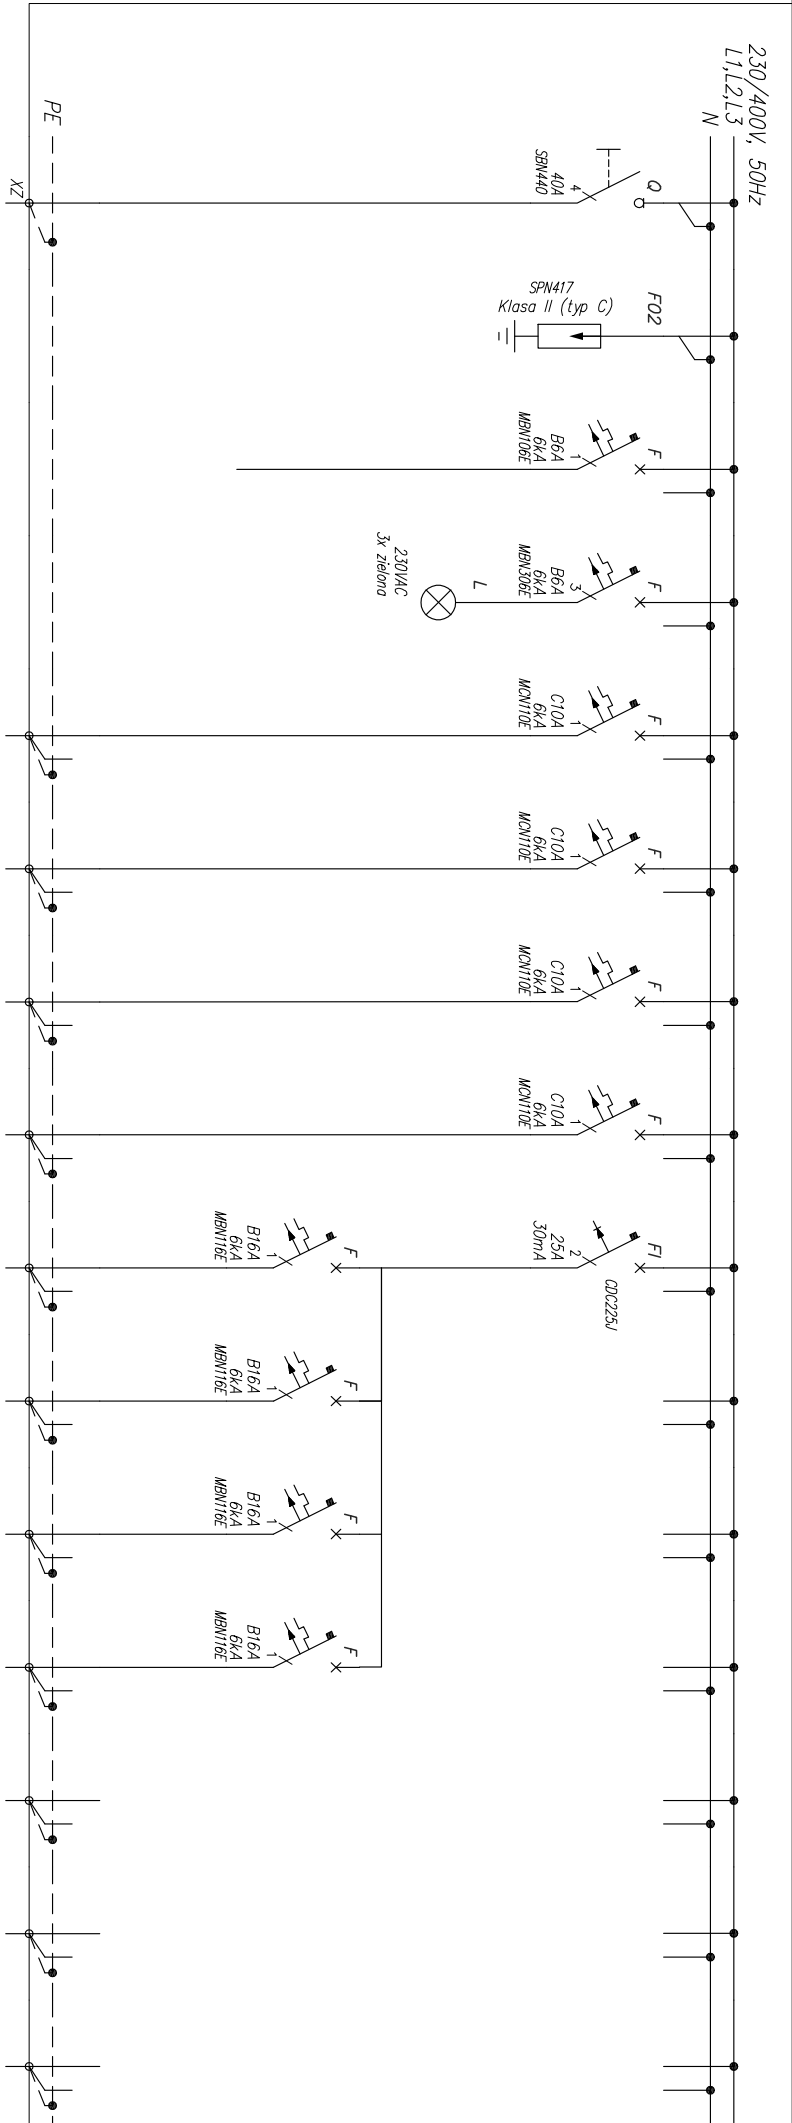 230/400V, 50Hz
L1,L2,L3
N
PE
XZ
Q
4
40A
SBN440
F02
SPN417
Klasa II (typ C)
F
1
B6A
6kA
MBN106E
F
3
B6A
6kA
MBN306E
L
230VAC
3x zielona
F
1
C10A
6kA
MCN110E
F
1
C10A
6kA
MCN110E
F
1
C10A
6kA
MCN110E
F
1
C10A
6kA
MCN110E
FI
CDC225J
2
25A
30mA
F
1
B16A
6kA
MBN116E
F
1
B16A
6kA
MBN116E
F
1
B16A
6kA
MBN116E
F
1
B16A
6kA
MBN116E